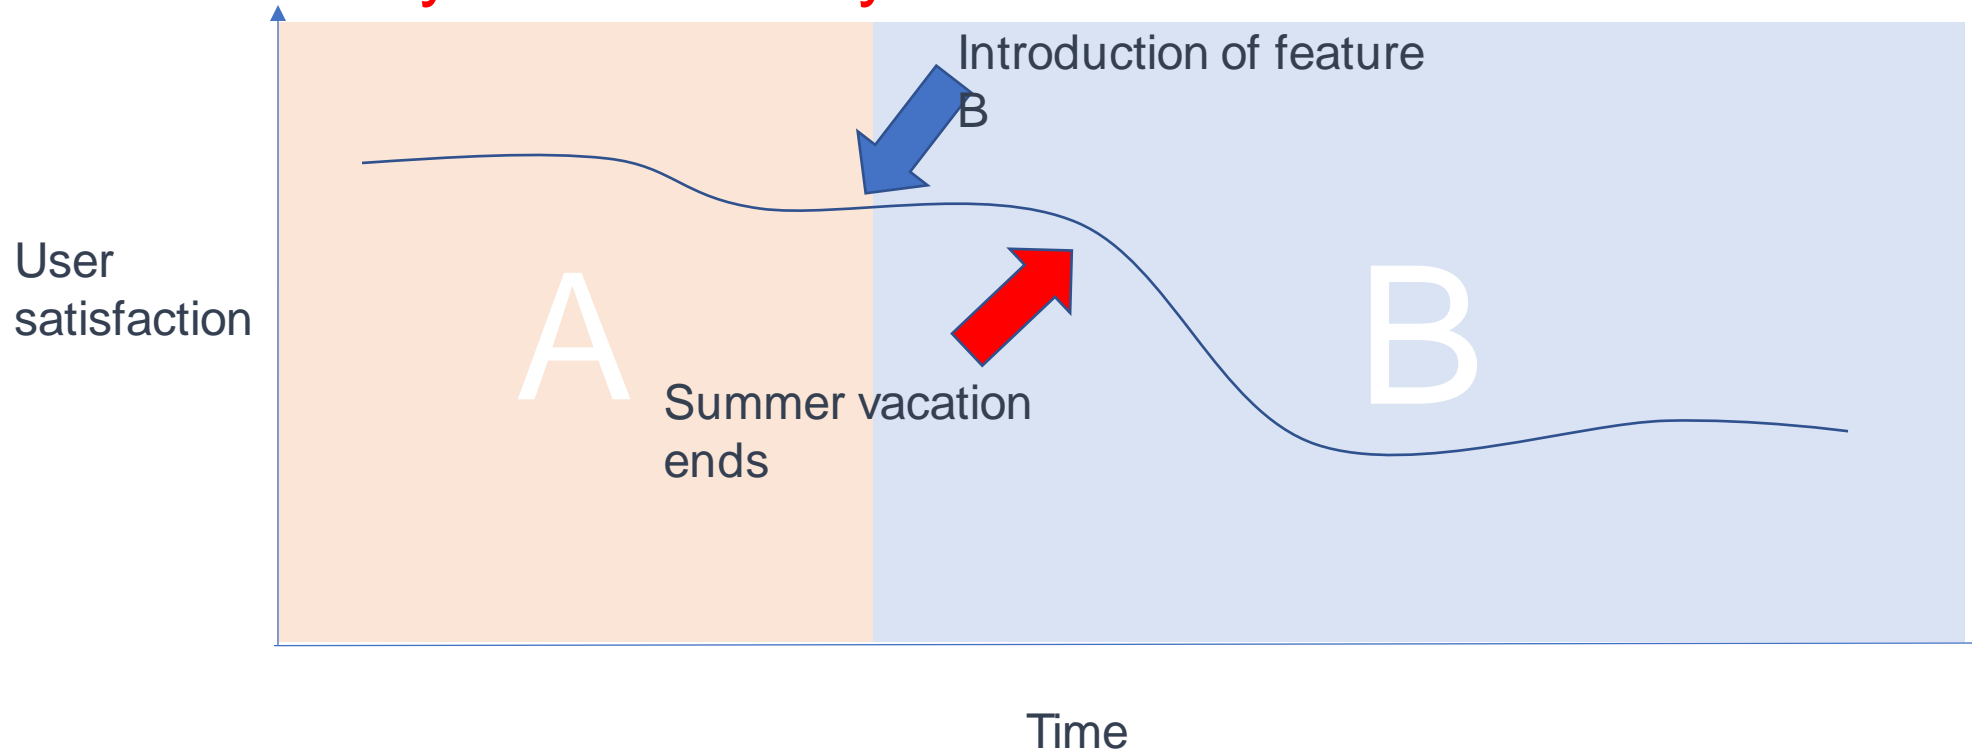 Introduction of feature
B
User
satisfaction
A
B
Summer vacation
ends
Time